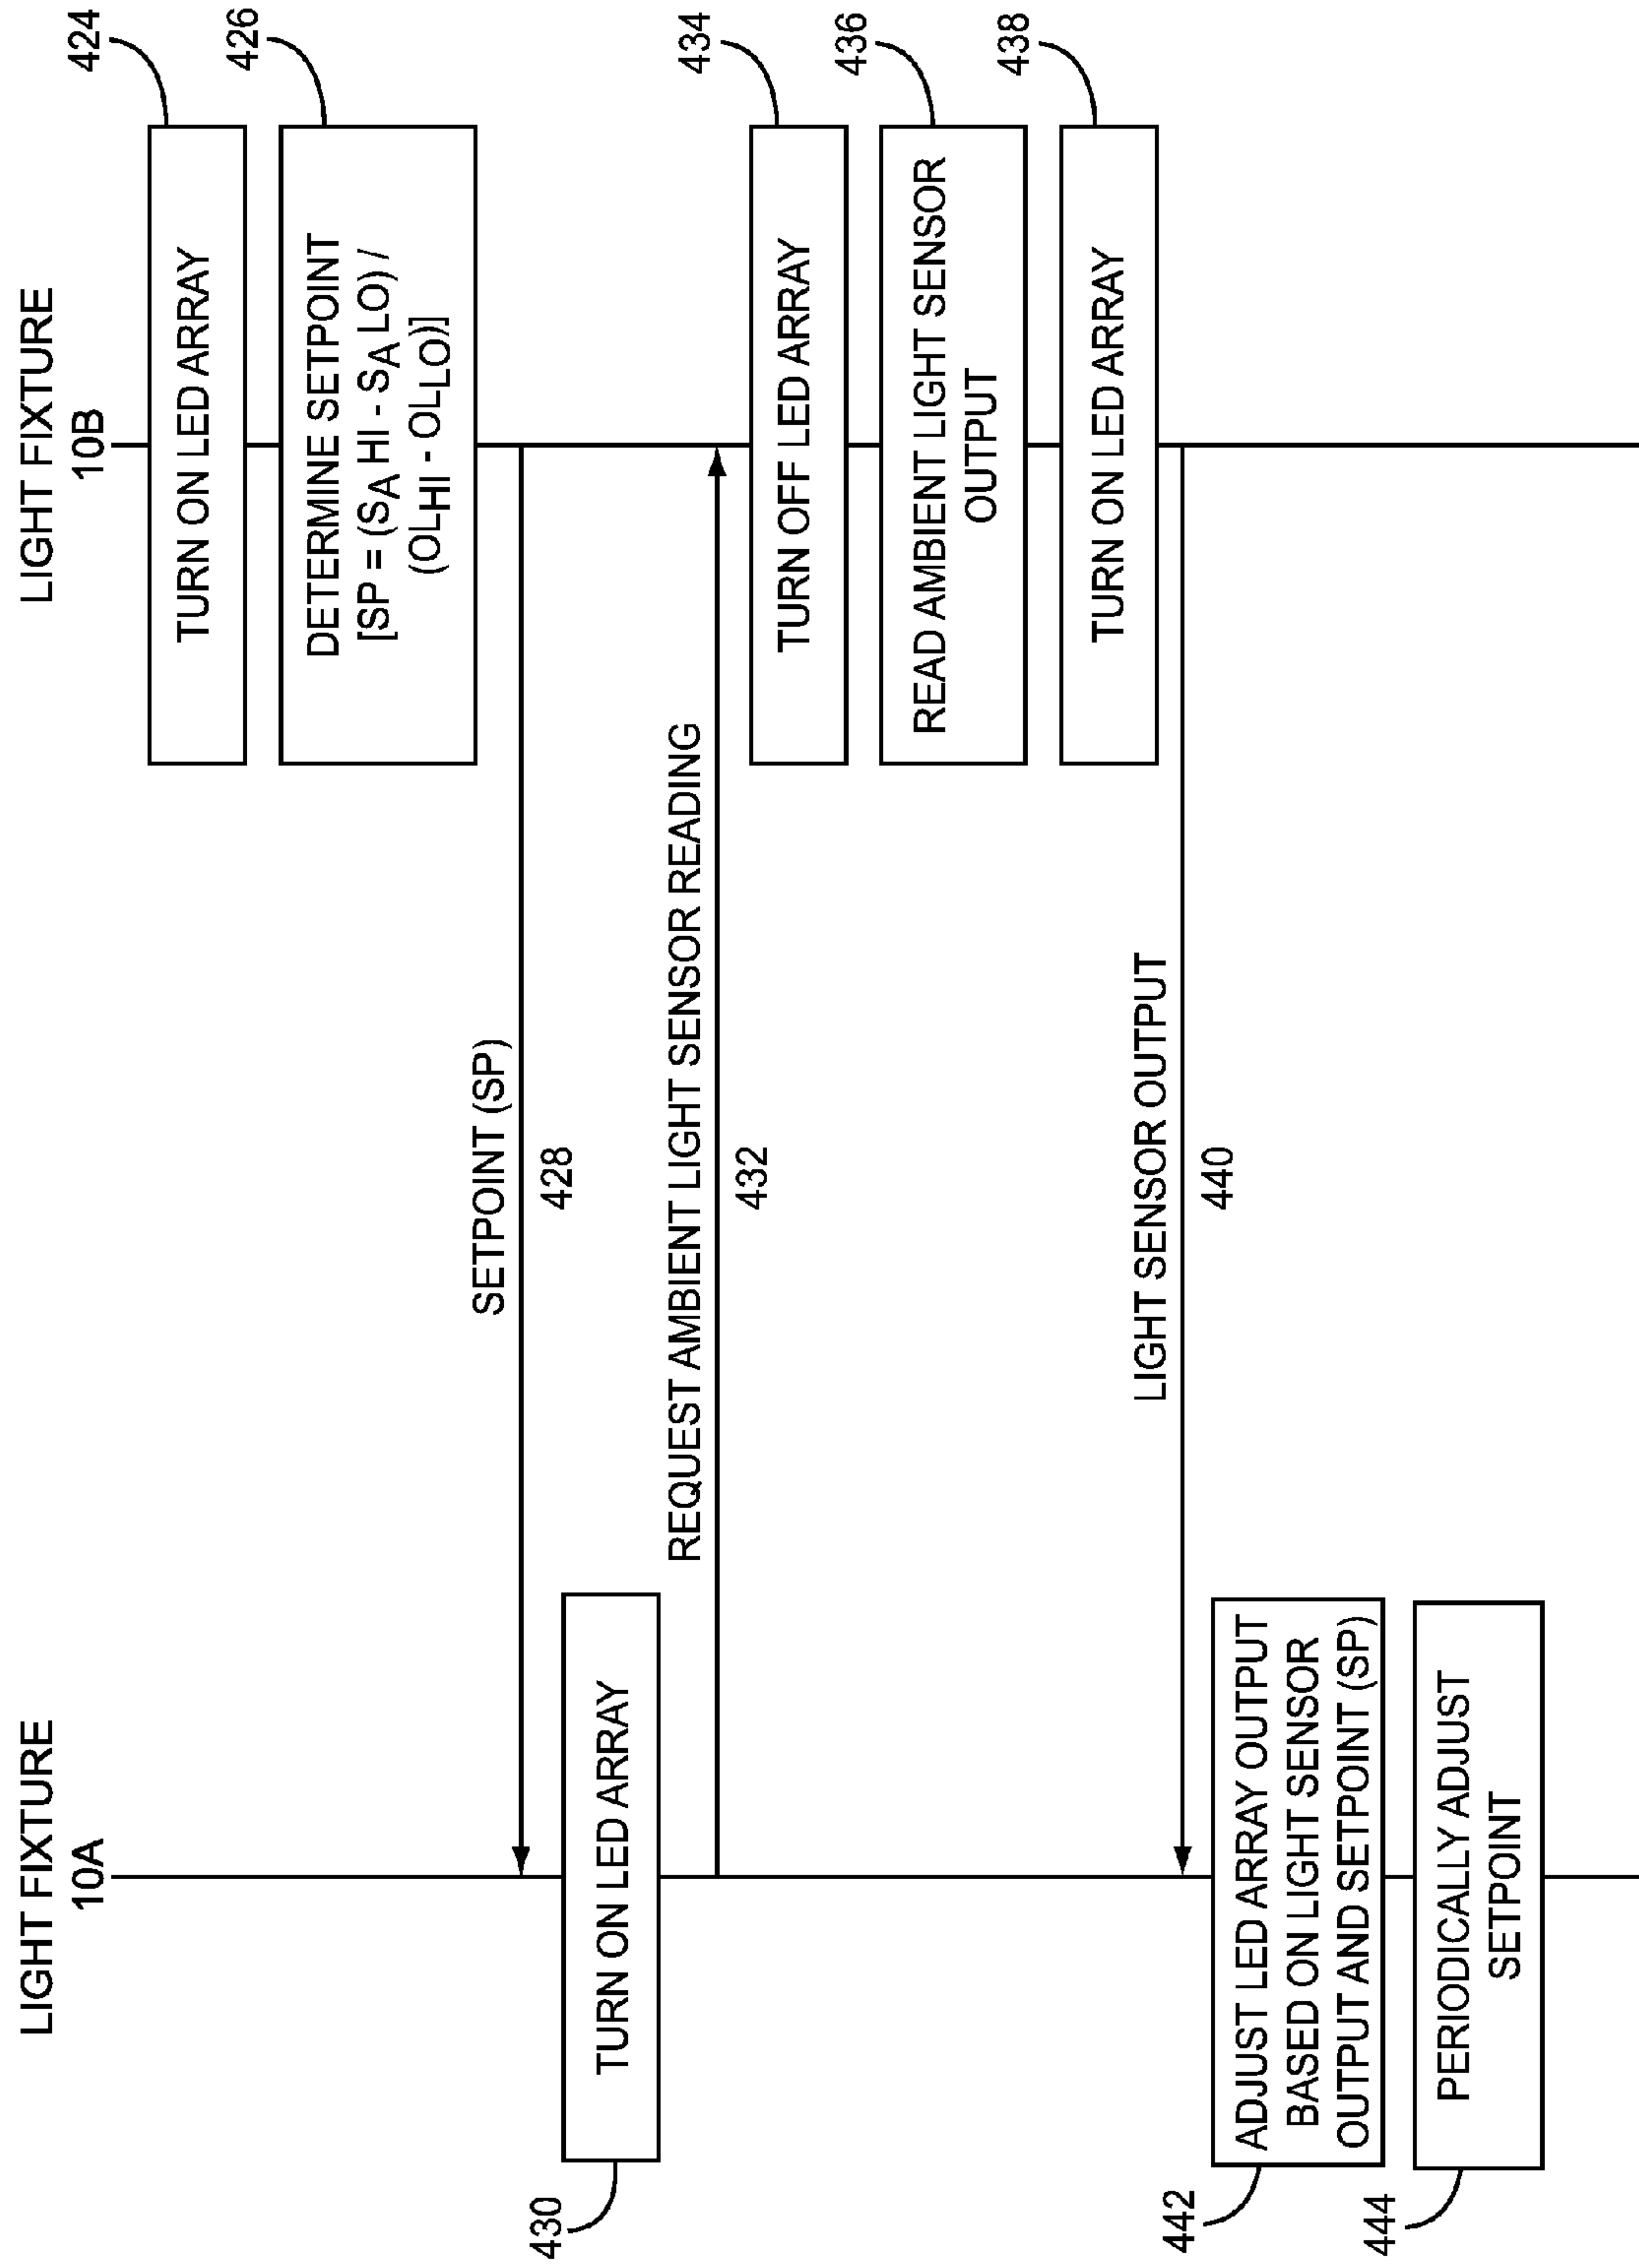 LIGHT FIXTURE
10A
LIGHT FIXTURE
10B
TURN ON LED ARRAY
424
DETERMINE SETPOINT
[SP = (SA HI - SA LO) /
(OLHI - OLLO)]
426
SETPOINT (SP)
428
TURN ON LED ARRAY
430
REQUEST AMBIENT LIGHT SENSOR READING
432
TURN OFF LED ARRAY
434
READ AMBIENT LIGHT SENSOR
OUTPUT
436
TURN ON LED ARRAY
438
LIGHT SENSOR OUTPUT
440
ADJUST LED ARRAY OUTPUT
BASED ON LIGHT SENSOR
OUTPUT AND SETPOINT (SP)
442
PERIODICALLY ADJUST
SETPOINT
444